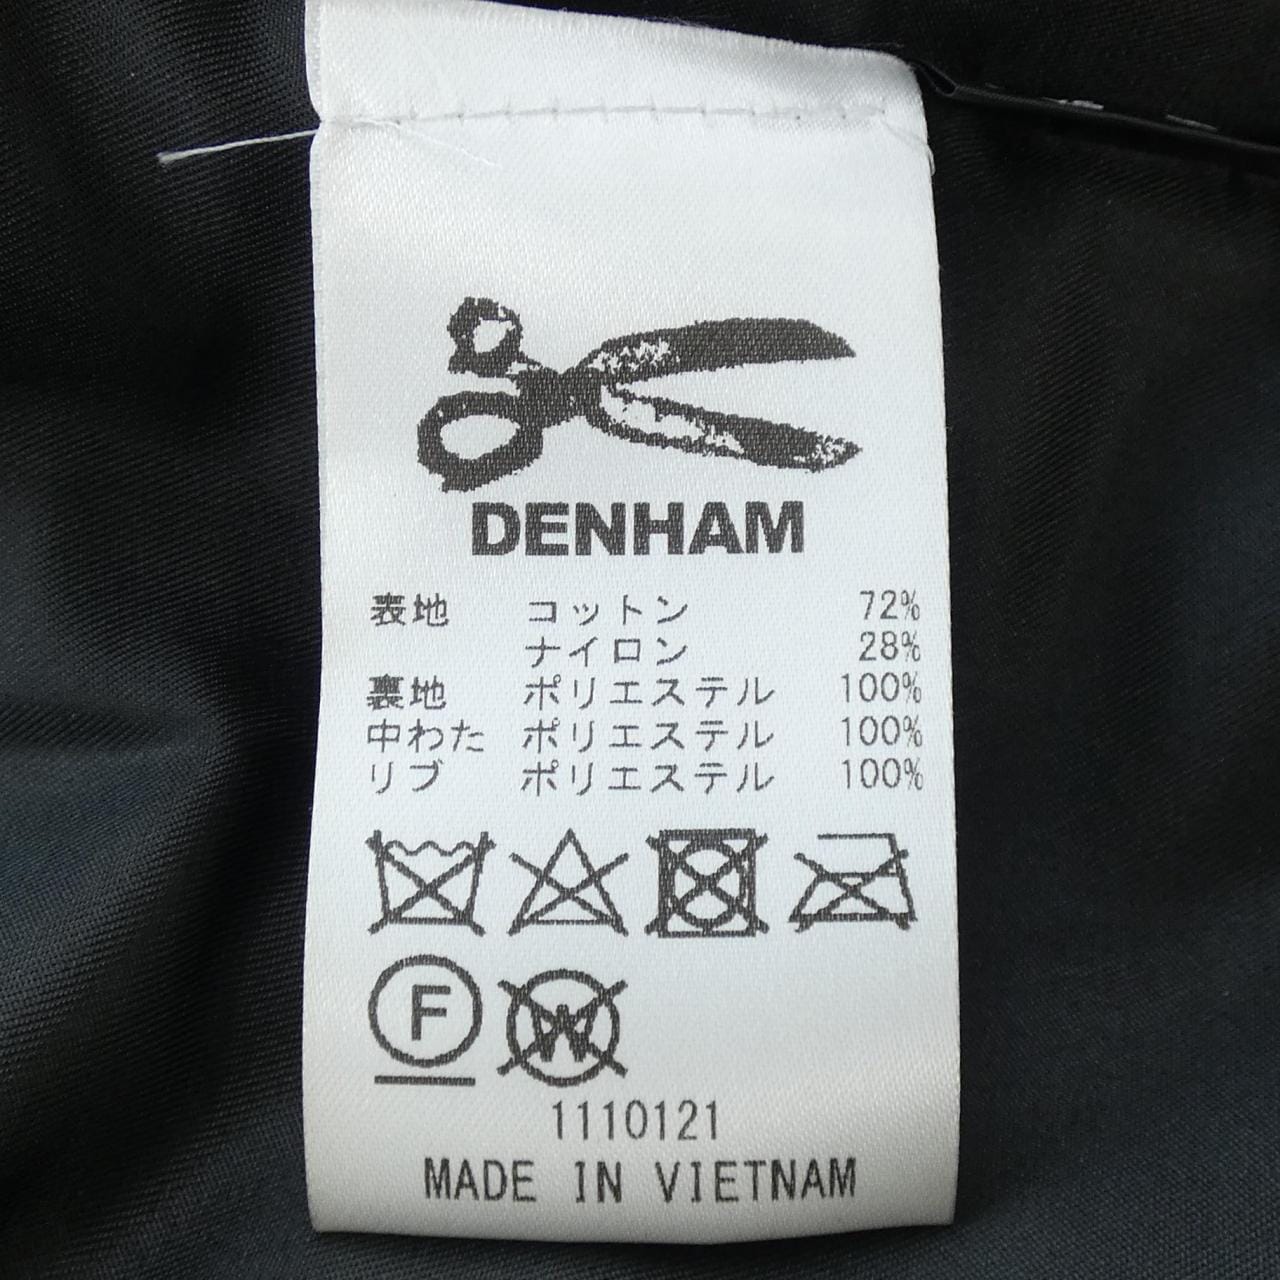 DENHAM
表地 コットン 72%
ナイロン 28%
裏地 ポリエステル 100%
中わた ポリエステル 100%
リブ ポリエステル 100%
F W
1110121
MADE IN VIETNAM